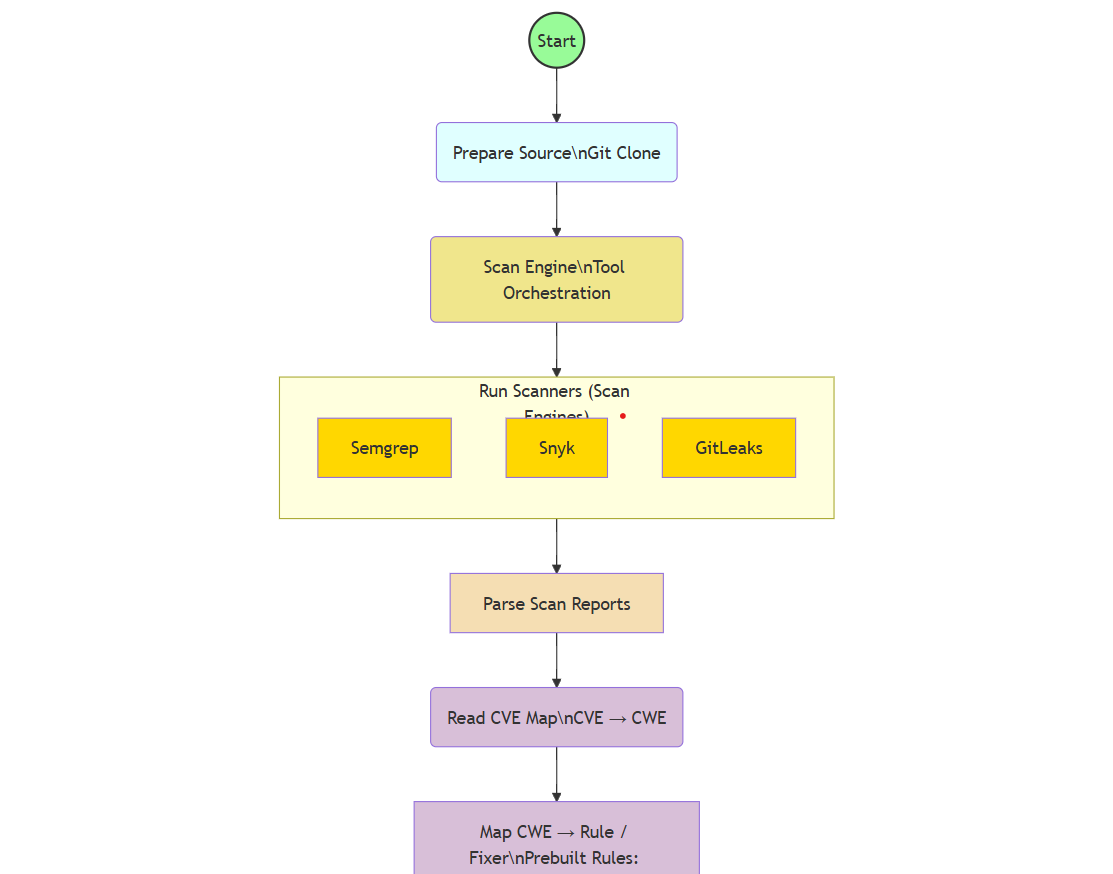 Start
Prepare Source\nGit Clone
Scan Engine\nTool
Orchestration
Run Scanners (Scan
Engines)
Semgrep
Snyk
GitLeaks
Parse Scan Reports
Read CVE Map\nCVE → CWE
Map CWE → Rule /
Fixer\nPrebuilt Rules: